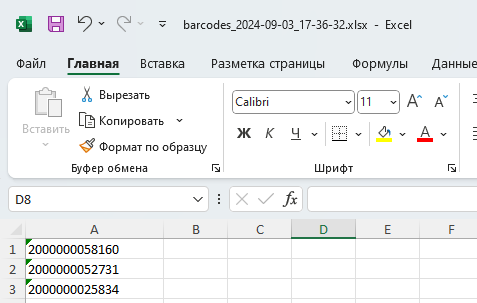 barcodes_2024-09-03_17-36-32.xlsx - Excel
Файл Главная Вставка Разметка страницы Формулы Данные
Вставить
Вырезать
Копировать
Формат по образцу
Буфер обмена
Calibri 11 A A
Ж К Ч A
Шрифт
D8 fx
A B C D E F
1 2000000058160
2 2000000052731
3 2000000025834